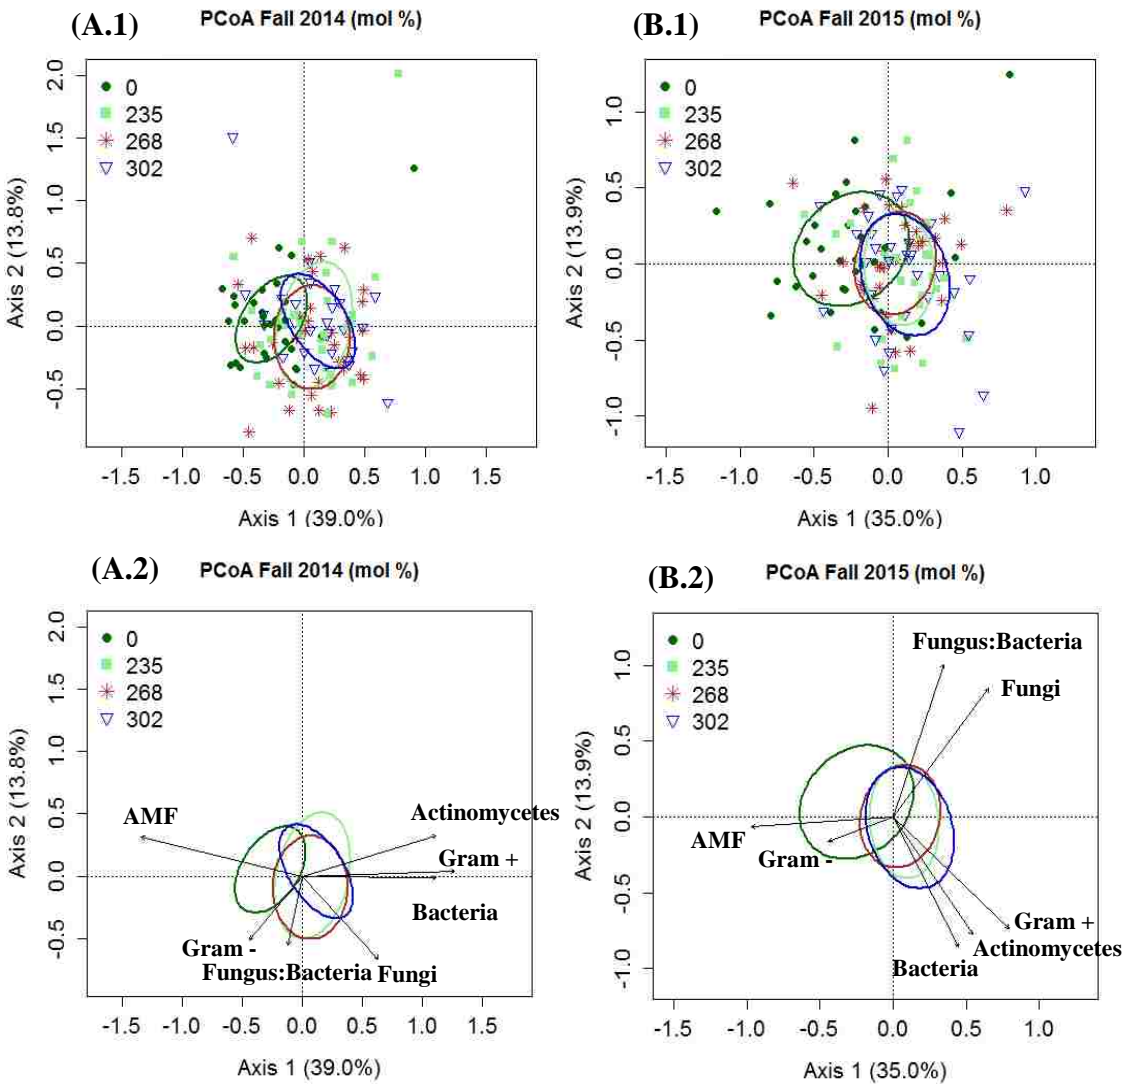 (A.1)
PCoA Fall 2014 (mol %)
0
235
268
302
2.0
1.5
1.0
0.5
0.0
-0.5
Axis 2 (13.8%)
-1.5 -1.0 -0.5 0.0 0.5 1.0 1.5
Axis 1 (39.0%)
(B.1)
PCoA Fall 2015 (mol %)
0
235
268
302
1.0
0.5
0.0
-0.5
-1.0
Axis 2 (13.9%)
-1.5 -1.0 -0.5 0.0 0.5 1.0
Axis 1 (35.0%)
(A.2)
PCoA Fall 2014 (mol %)
0
235
268
302
2.0
1.5
1.0
0.5
0.0
-0.5
Axis 2 (13.8%)
AMF
Actinomycetes
Gram +
Bacteria
Gram -
Fungus:Bacteria
Fungi
-1.5 -1.0 -0.5 0.0 0.5 1.0 1.5
Axis 1 (39.0%)
(B.2)
PCoA Fall 2015 (mol %)
0
235
268
302
1.0
0.5
0.0
-0.5
-1.0
Axis 2 (13.9%)
Fungus:Bacteria
Fungi
AMF
Gram -
Gram +
Actinomycetes
Bacteria
-1.5 -1.0 -0.5 0.0 0.5 1.0
Axis 1 (35.0%)